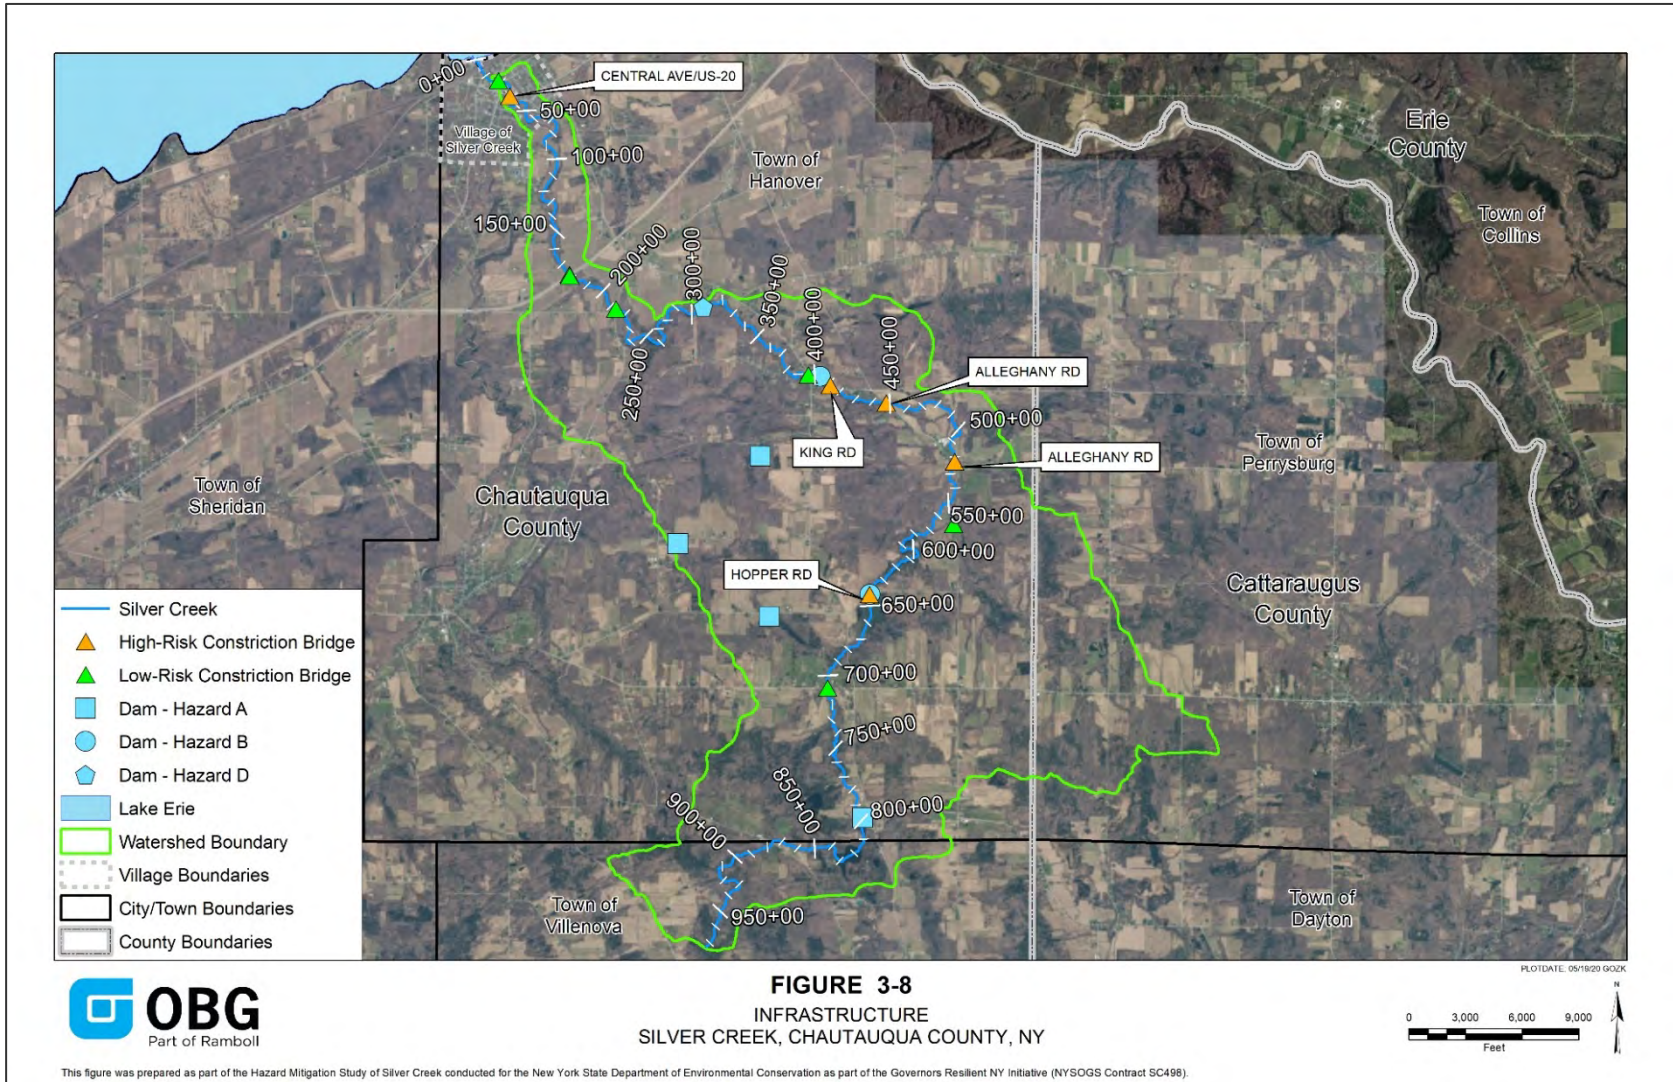 0+00
CENTRAL AVE/US-20
50+00
Village of
Silver Creek
100+00
Town of
Hanover
Erie
County
Town of
Collins
150+00
200+00
300+00
350+00
400+00
450+00
250+00
ALLEGHANY RD
500+00
KING RD
ALLEGHANY RD
Town of
Perrysburg
Town of
Sheridan
Chautauqua
County
550+00
600+00
HOPPER RD
650+00
Cattaraugus
County
700+00
750+00
850+00
900+00
800+00
Town of
Villenova
950+00
Town of
Dayton
Silver Creek
High-Risk Constriction Bridge
Low-Risk Constriction Bridge
Dam - Hazard A
Dam - Hazard B
Dam - Hazard D
Lake Erie
Watershed Boundary
Village Boundaries
City/Town Boundaries
County Boundaries
PLOTDATE: 05/19/20 GOZK
OBG
Part of Ramboll
FIGURE 3-8
INFRASTRUCTURE
SILVER CREEK, CHAUTAUQUA COUNTY, NY
N
0 3,000 6,000 9,000
Feet
This figure was prepared as part of the Hazard Mitigation Study of Silver Creek conducted for the New York State Department of Environmental Conservation as part of the Governors Resilient NY Initiative (NYSOGS Contract SC498).